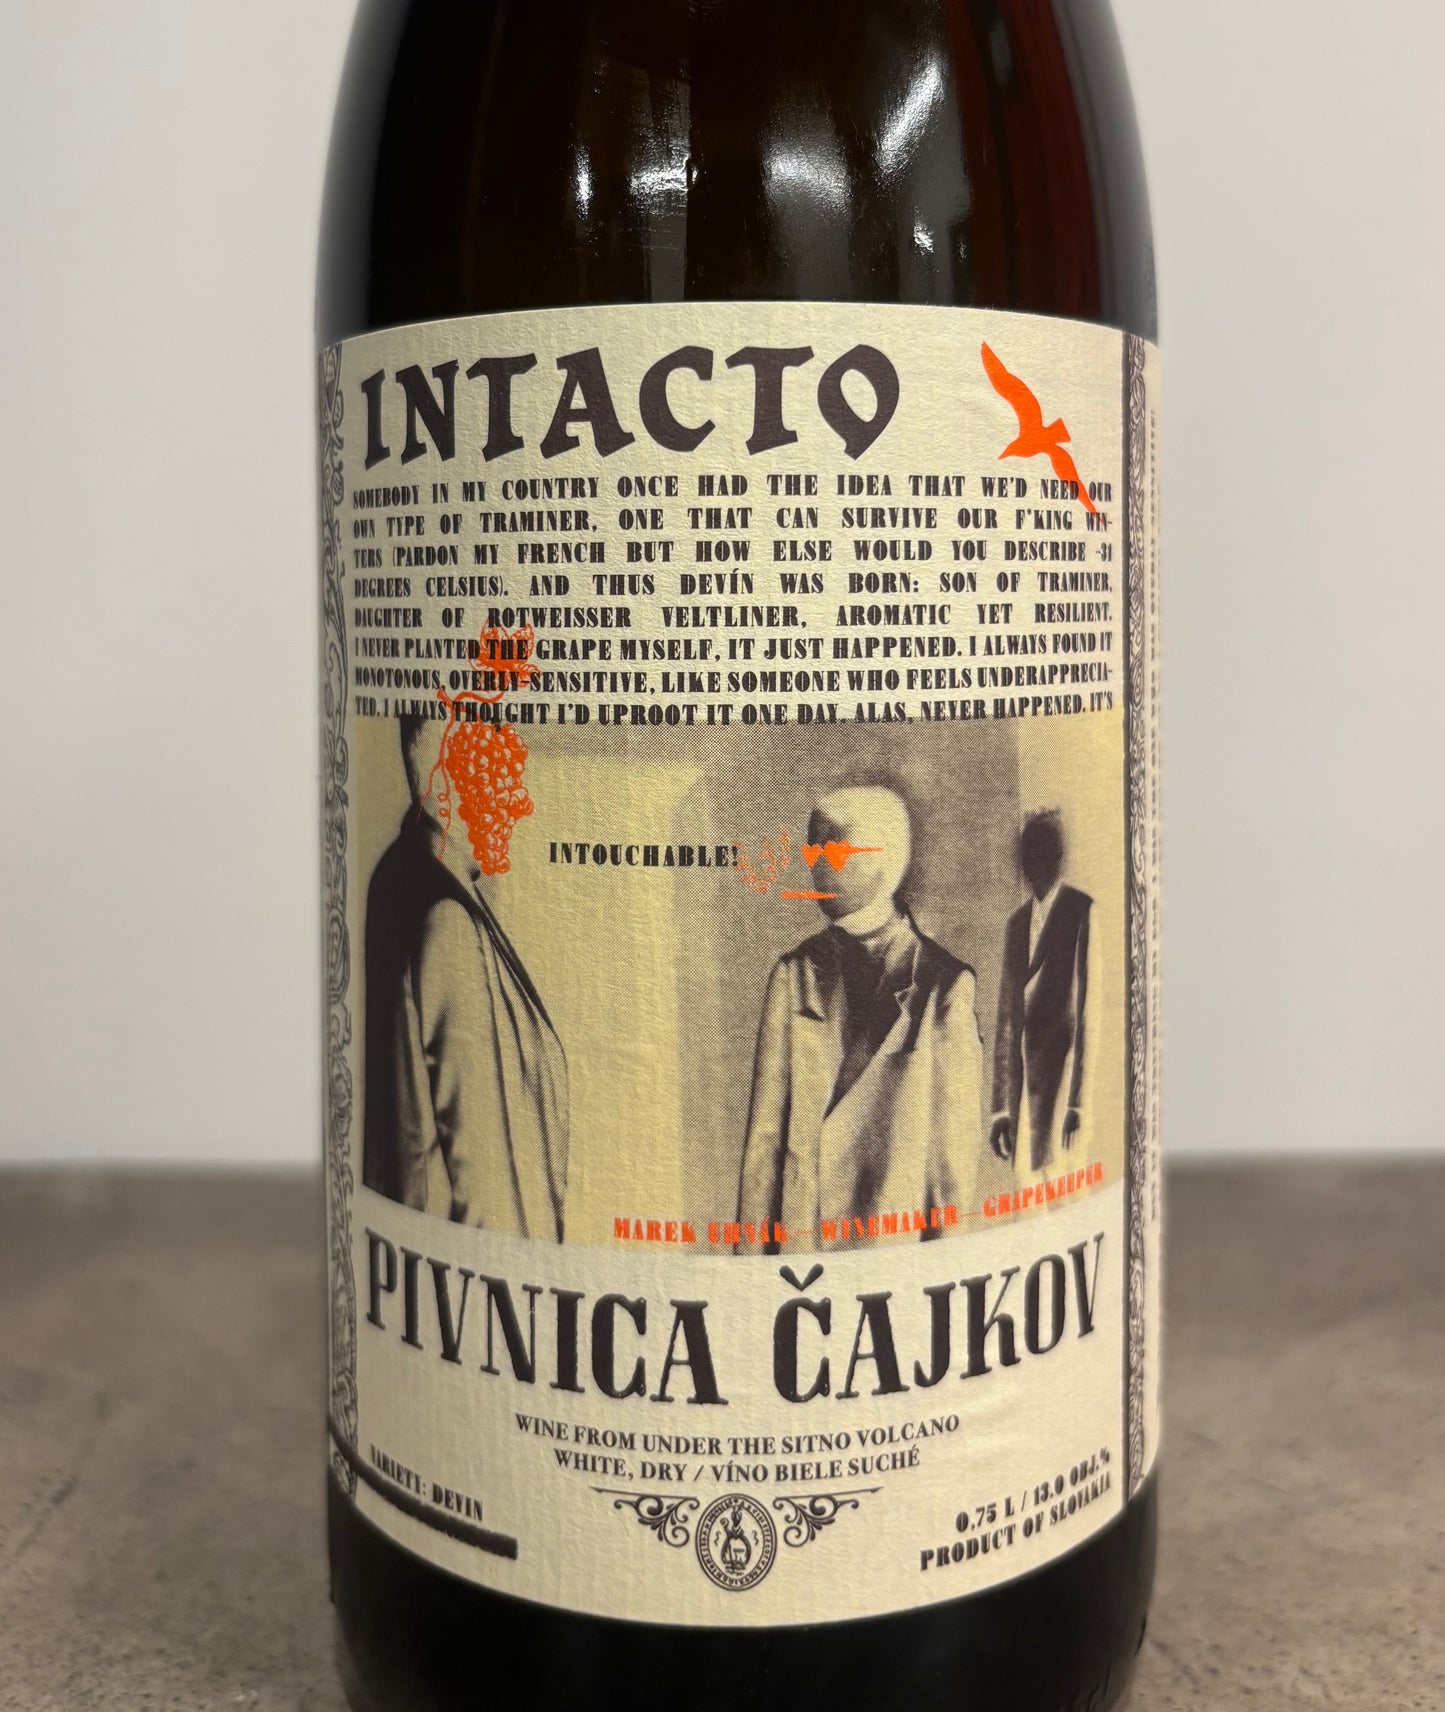 INTACTO
SOMEBODY IN MY COUNTRY ONCE HAD THE IDEA THAT WE'D NEED OUR
OWN TYPE OF TRAMINER, ONE THAT CAN SURVIVE OUR F*KING WIN-
TERS (PARDON MY FRENCH BUT HOW ELSE WOULD YOU DESCRIBE -31
DEGREES CELSIUS). AND THUS DEVÍN WAS BORN: SON OF TRAMINER,
DAUGHTER OF ROTWEISSER VELTLINER, AROMATIC YET RESILIENT.
I NEVER PLANTED THE GRAPE MYSELF, IT JUST HAPPENED. I ALWAYS FOUND IT
MONOTONOUS, OVERLY-SENSITIVE, LIKE SOMEONE WHO FEELS UNDERAPPRECIA-
TED. I ALWAYS THOUGHT I'D UPROOT IT ONE DAY. ALAS, NEVER HAPPENED. IT'S
INTOUCHABLE!
MAREK UHNÁK — WINEMAKER — GRAPEKEEPER
PIVNICA ČAJKOV
WINE FROM UNDER THE SITNO VOLCANO
WHITE, DRY / VÍNO BIELE SUCHÉ
VARIETY: DEVIN
0,75 L / 13.0 OBJ.%
PRODUCT OF SLOVAKIA